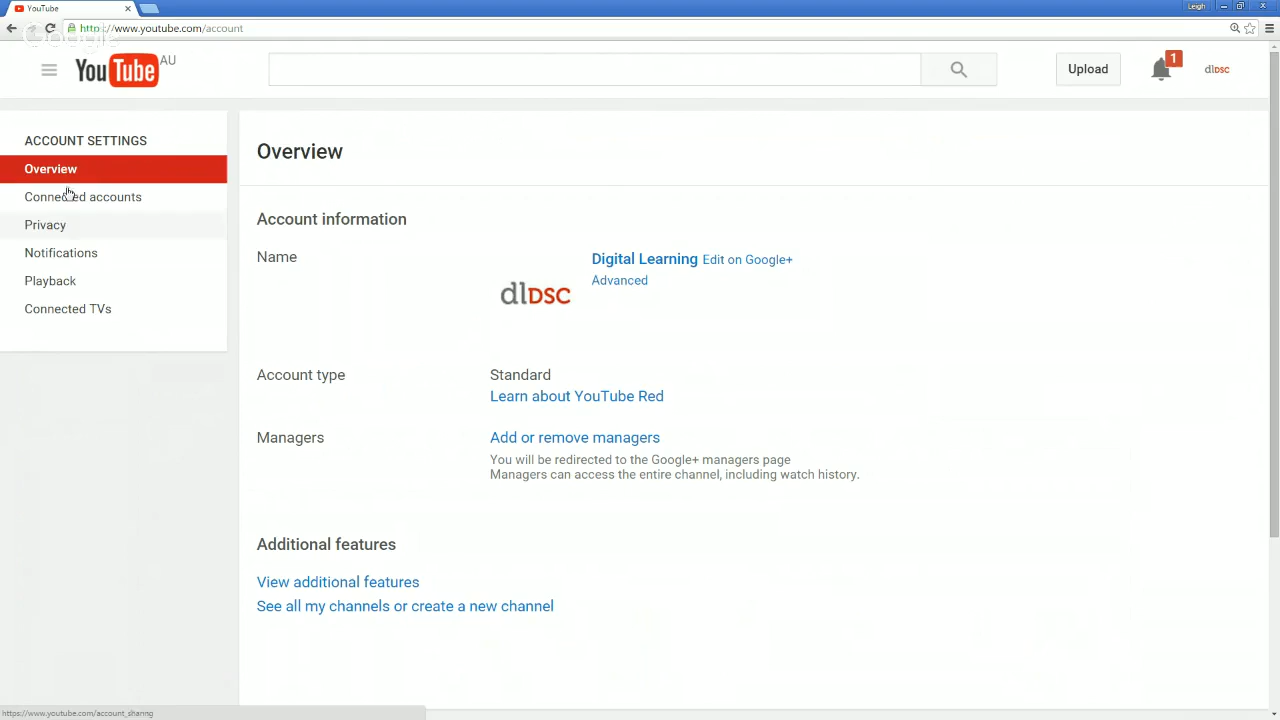 YouTube
Leigh
https://www.youtube.com/account
Google
YouTube AU
Upload
1
dlDSC
ACCOUNT SETTINGS
Overview
Connected accounts
Privacy
Notifications
Playback
Connected TVs
Overview
Account information
Name
dlDSC
Digital Learning Edit on Google+
Advanced
Account type
Standard
Learn about YouTube Red
Managers
Add or remove managers
You will be redirected to the Google+ managers page
Managers can access the entire channel, including watch history.
Additional features
View additional features
See all my channels or create a new channel
https://www.youtube.com/account_sharing